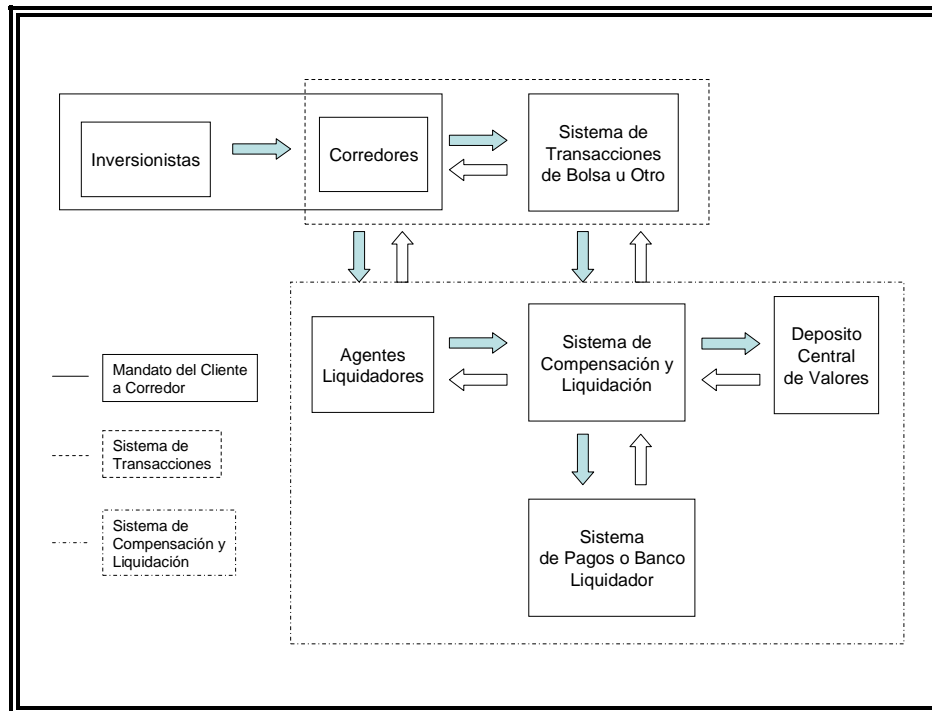 Inversionistas
Corredores
Sistema de
Transacciones
de Bolsa u Otro
Agentes
Liquidadores
Sistema de
Compensación y
Liquidación
Deposito
Central
de Valores
Sistema
de Pagos o Banco
Liquidador
Mandato del Cliente
a Corredor
Sistema de
Transacciones
Sistema de
Compensación y
Liquidación